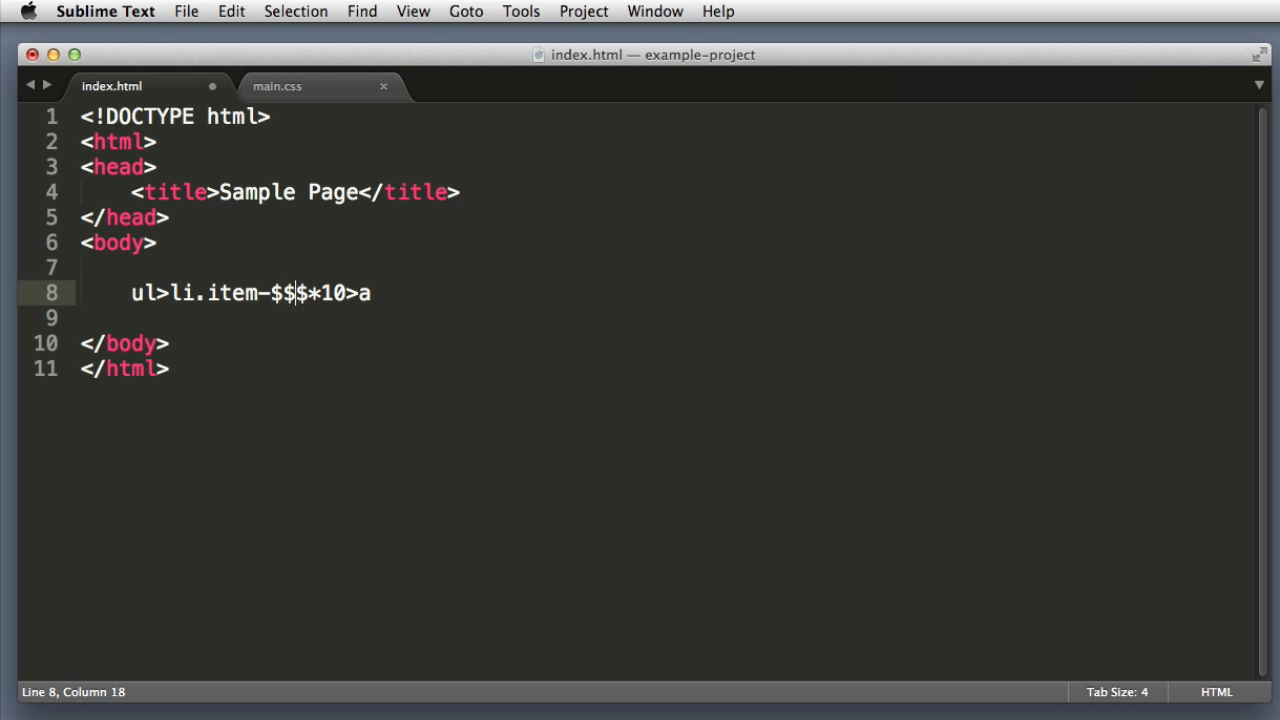 Sublime Text File Edit Selection Find View Goto Tools Project Window Help
index.html — example-project
index.html main.css
1 <!DOCTYPE html>
2 <html>
3 <head>
4 <title>Sample Page</title>
5 </head>
6 <body>
7
8 ul>li.item-$$$*10>a
9
10 </body>
11 </html>
Line 8, Column 18 Tab Size: 4 HTML